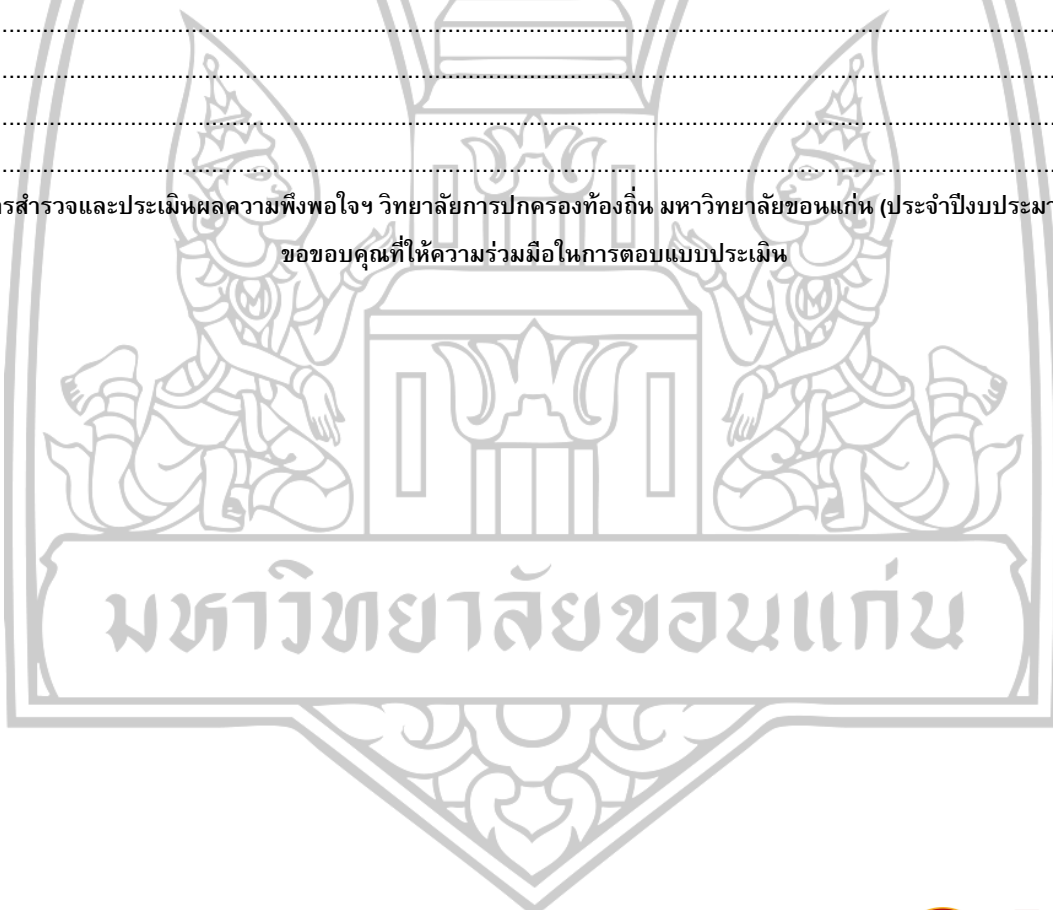 ........................................................................................................................
........................................................................................................................
........................................................................................................................
........................................................................................................................
รสำรวจและประเมินผลความพึงพอใจฯ วิทยาลัยการปกครองท้องถิ่น มหาวิทยาลัยขอนแก่น (ประจำปีงบประมา
ขอขอบคุณที่ให้ความร่วมมือในการตอบแบบประเมิน
มหาวิทยาลัยขอนแก่น